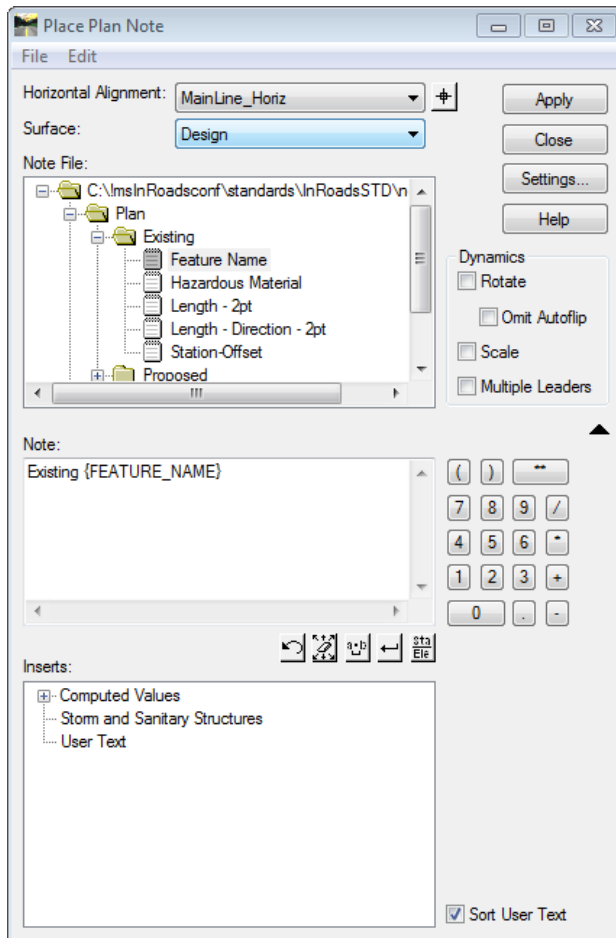 Place Plan Note
File Edit
Horizontal Alignment: MainLine_Horiz
Apply
Surface: Design
Close
Note File:
Settings...
C:\!msInRoadsconf\standards\InRoadsSTD\n
Help
Plan
Existing
Feature Name
Hazardous Material
Length - 2pt
Length - Direction - 2pt
Station-Offset
Proposed
Dynamics
Rotate
Omit Autoflip
Scale
Multiple Leaders
Note:
Existing {FEATURE_NAME}
( ) **
7 8 9 /
4 5 6 *
1 2 3 +
0 . -
a•b
Sta
Ele
Inserts:
Computed Values
Storm and Sanitary Structures
User Text
Sort User Text